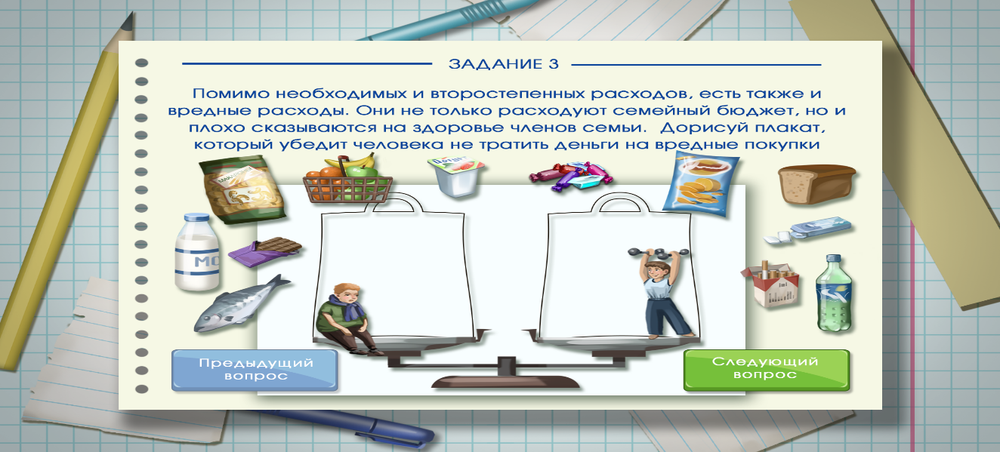 ЗАДАНИЕ 3
Помимо необходимых и второстепенных расходов, есть также и
вредные расходы. Они не только расходуют семейный бюджет, но и
плохо сказываются на здоровье членов семьи. Дорисуй плакат,
который убедит человека не тратить деньги на вредные покупки
МО
Предыдущий
вопрос
Следующий
вопрос